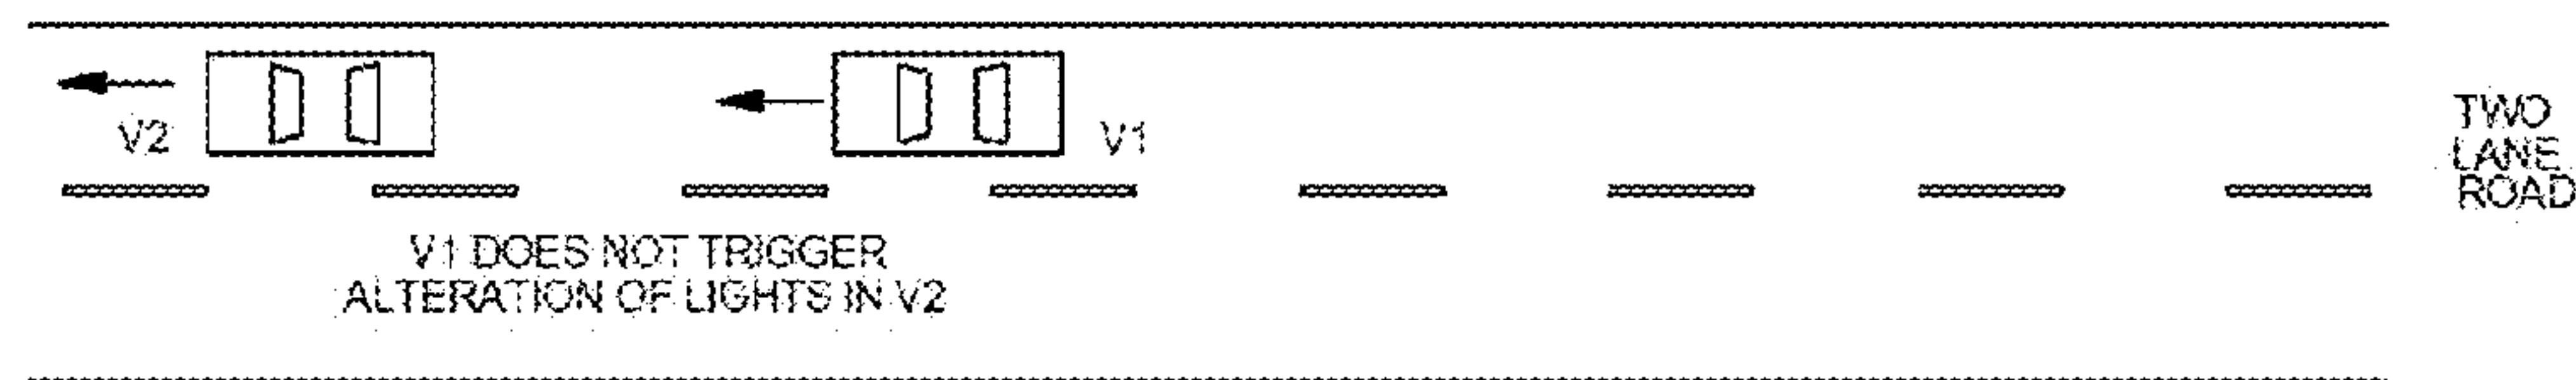 V2
V1
TWO
LANE
ROAD
V1 DOES NOT TRIGGER
ALTERATION OF LIGHTS IN V2